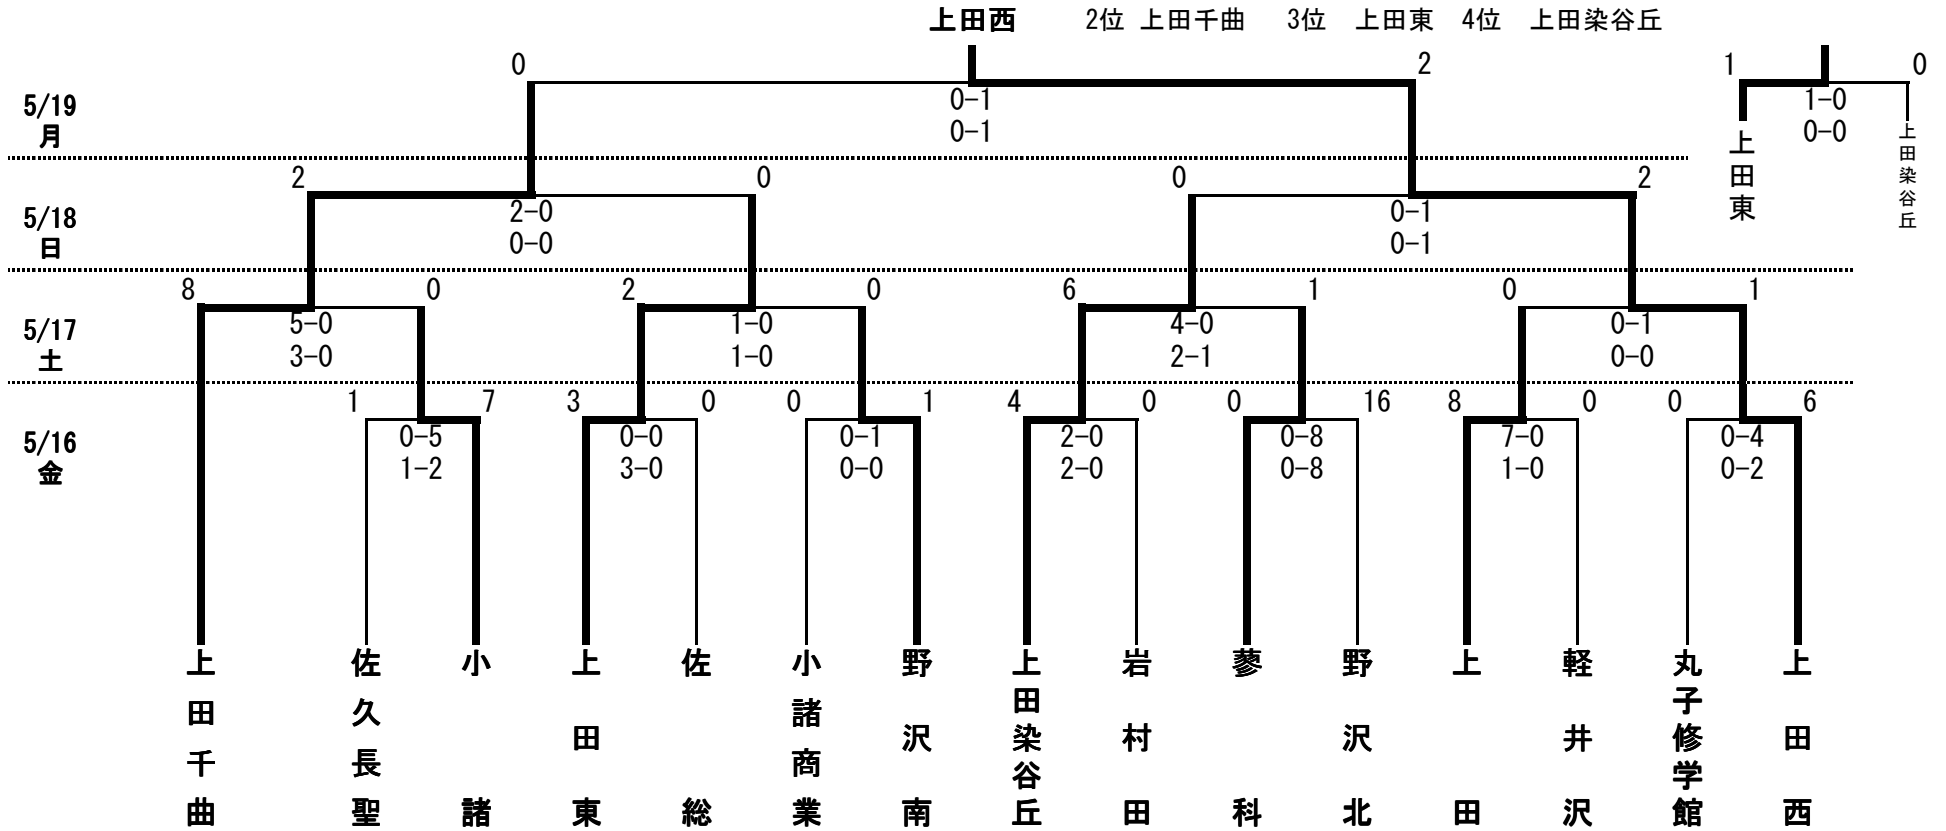 上田西 2位 上田千曲 3位 上田東 4位 上田染谷丘
0 2 1 0
5/19
月
0-1 1-0
0-1 0-0
上田東
上田染谷丘
2 0 0 2
5/18
日
2-0 0-1
0-0 0-1
8 0 2 0 6 1 0 1
5/17
土
5-0 1-0 4-0 0-1
3-0 1-0 2-1 0-0
1 7 3 0 0 1 4 0 0 16 8 0 0 6
5/16
金
0-5 0-0 0-1 2-0 0-8 7-0 0-4
1-2 3-0 0-0 2-0 0-8 1-0 0-2
上田千曲
佐久長聖
小諸
上田東
佐総
小諸商業
野沢南
上田染谷丘
岩村田
蓼科
野沢北
上田
軽井沢
丸子修学館
上田西